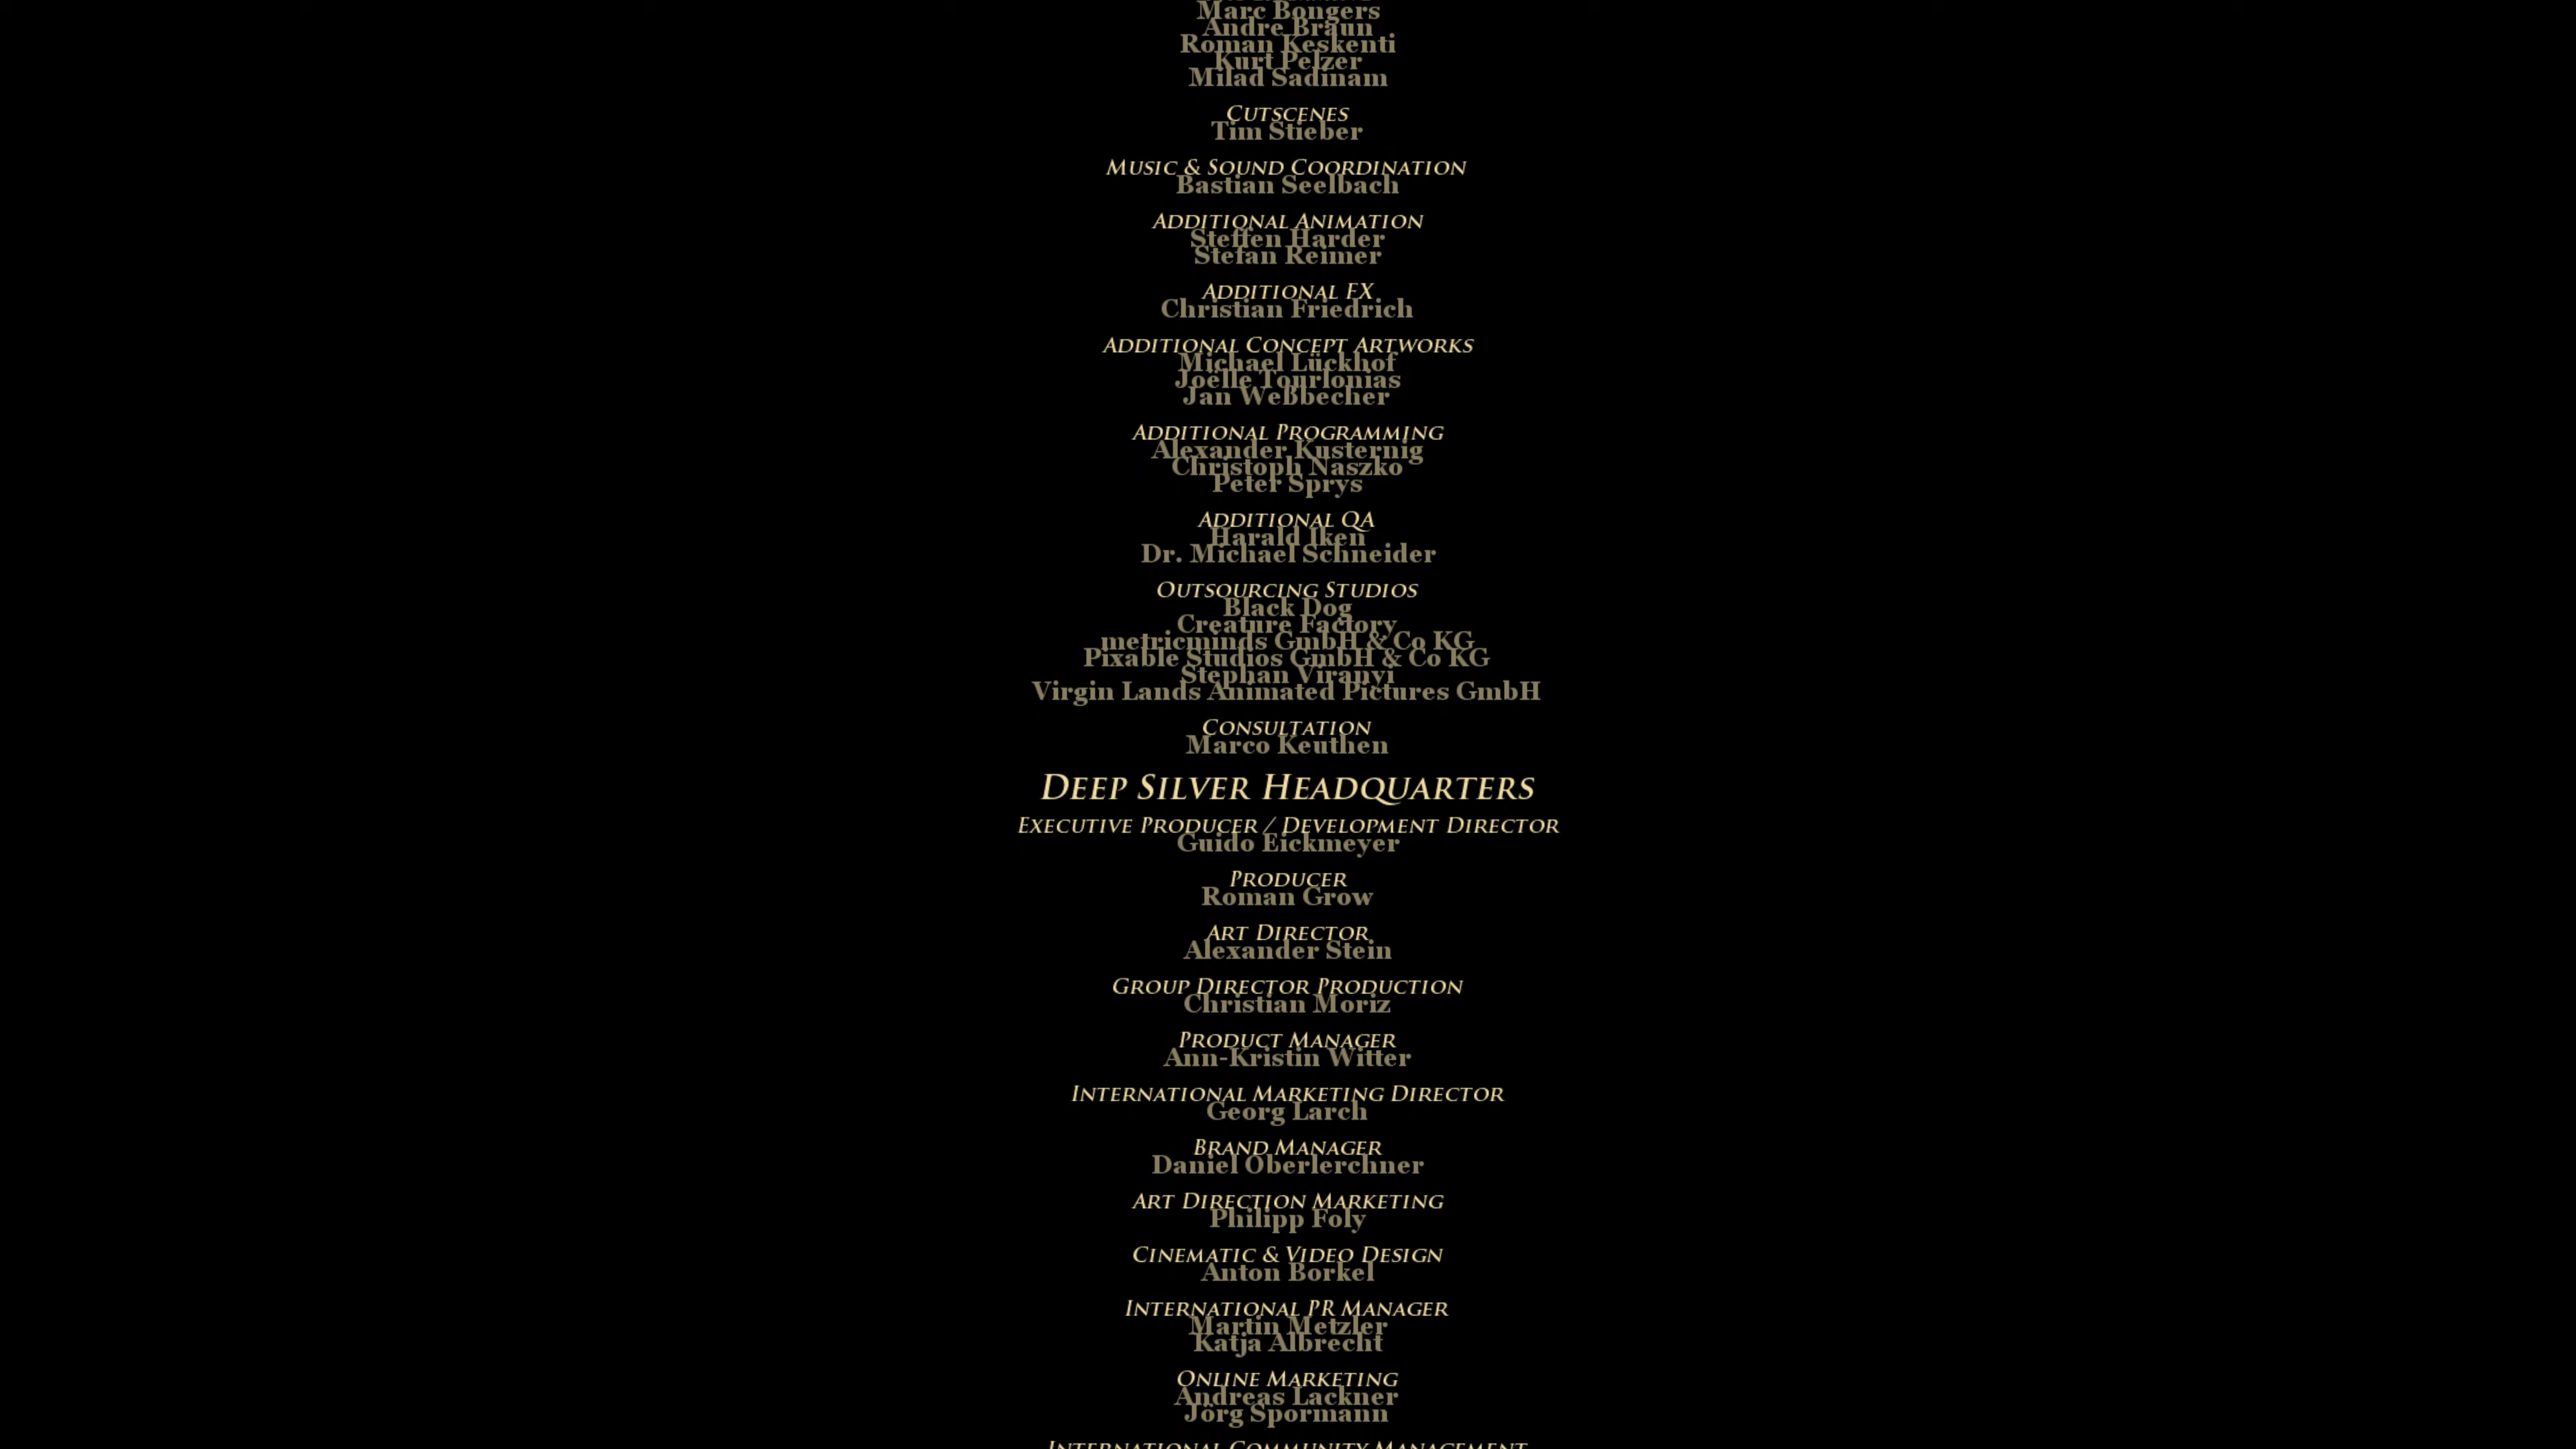 Marc Bongers
Andre Braun
Roman Keskenti
Kurt Pelzer
Milad Sadinam
Cutscenes
Tim Stieber
Music & Sound Coordination
Bastian Seelbach
Additional Animation
Steffen Harder
Stefan Reimer
Additional FX
Christian Friedrich
Additional Concept Artworks
Michael Lückhof
Joëlle Tourlonias
Jan Weßbecher
Additional Programming
Alexander Kusternig
Christoph Naszko
Peter Sprys
Additional QA
Harald Iken
Dr. Michael Schneider
Outsourcing Studios
Black Dog
Creature Factory
metricminds GmbH & Co KG
Pixable Studios GmbH & Co KG
Stephan Viranyi
Virgin Lands Animated Pictures GmbH
Consultation
Marco Keuthen
Deep Silver Headquarters
Executive Producer / Development Director
Guido Eickmeyer
Producer
Roman Grow
Art Director
Alexander Stein
Group Director Production
Christian Moriz
Product Manager
Ann-Kristin Witter
International Marketing Director
Georg Larch
Brand Manager
Daniel Oberlerchner
Art Direction Marketing
Philipp Foly
Cinematic & Video Design
Anton Borkel
International PR Manager
Martin Metzler
Katja Albrecht
Online Marketing
Andreas Lackner
Jörg Spormann
International Community Management